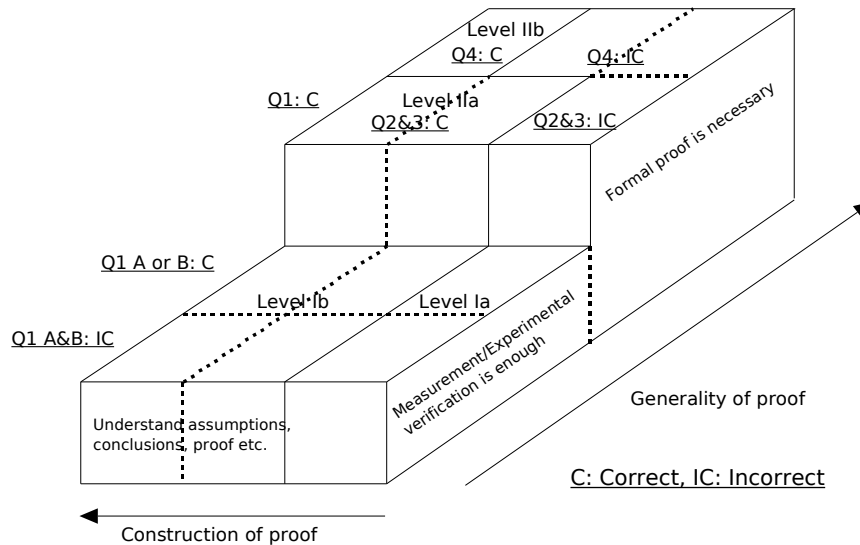 Level IIb
Q4: C
Q4: IC
Q1: C
Level IIa
Q2&3: C
Q2&3: IC
Formal proof is necessary
Q1 A or B: C
Level Ib
Level Ia
Q1 A&B: IC
Measurement/Experimental
verification is enough
Generality of proof
Understand assumptions,
conclusions, proof etc.
C: Correct, IC: Incorrect
Construction of proof